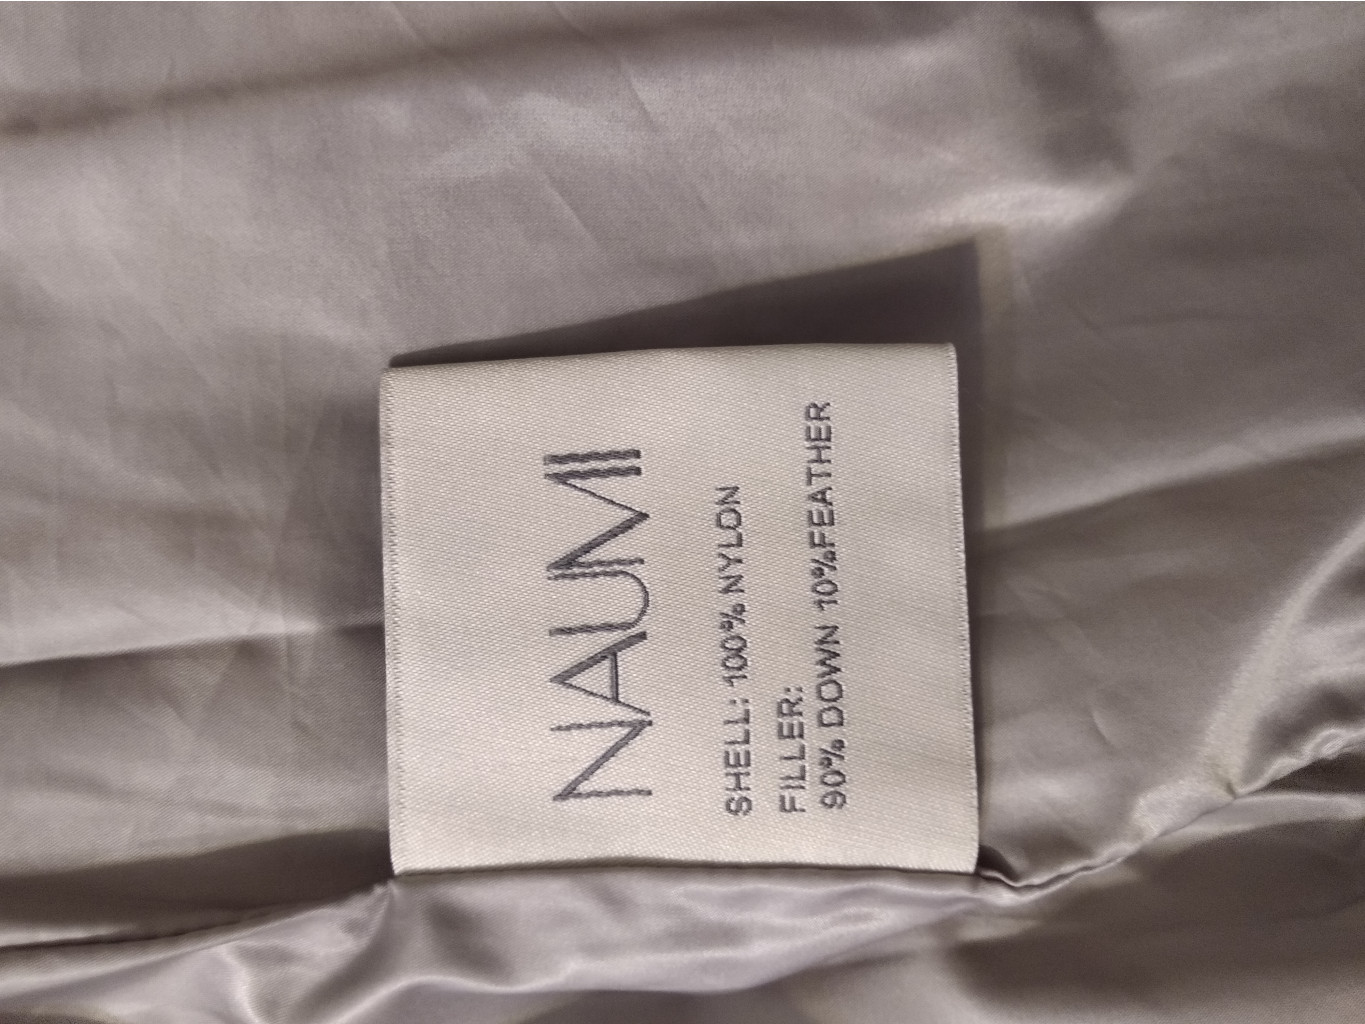 NAUMI
SHELL: 100% NYLON
FILLER:
90% DOWN 10%FEATHER